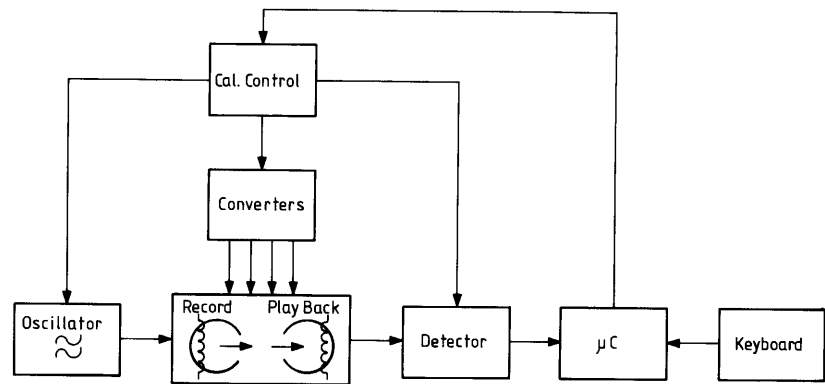 Cal. Control
Converters
Record
Play Back
Oscillator
Detector
μC
Keyboard